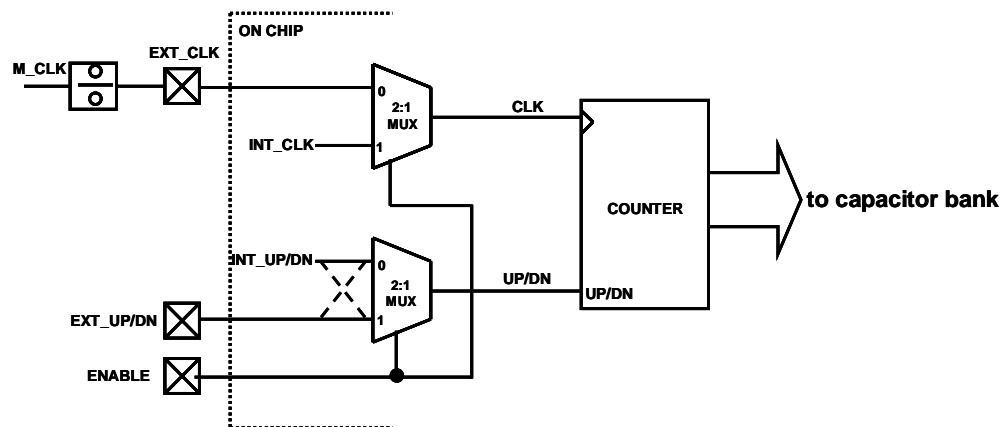 ON CHIP
EXT_CLK
M_CLK
0
2:1
MUX
CLK
INT_CLK
1
COUNTER
to capacitor bank
INT_UP/DN
0
2:1
MUX
UP/DN
UP/DN
EXT_UP/DN
1
ENABLE